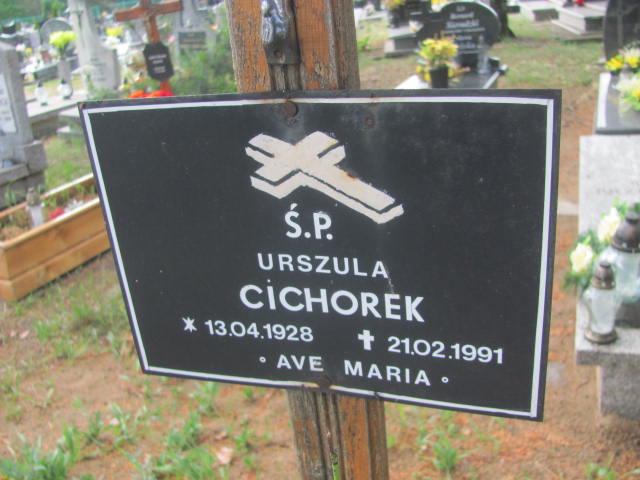 Ś.P.
URSZULA
CiCHOREK
* 13.04.1928 ✝ 21.02.1991
° AVE MARIA °